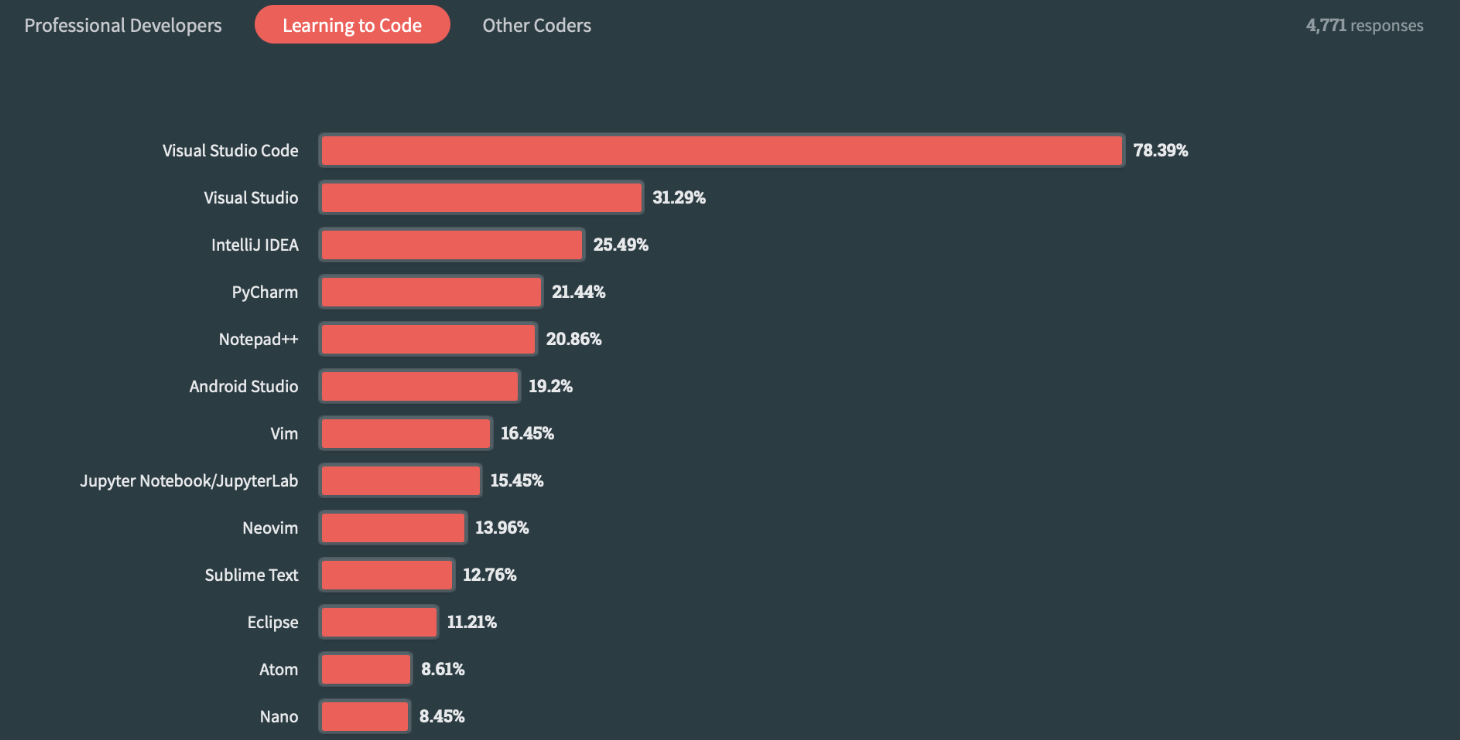 Professional Developers Learning to Code Other Coders 4,771 responses
Visual Studio Code 78.39%
Visual Studio 31.29%
IntelliJ IDEA 25.49%
PyCharm 21.44%
Notepad++ 20.86%
Android Studio 19.2%
Vim 16.45%
Jupyter Notebook/JupyterLab 15.45%
Neovim 13.96%
Sublime Text 12.76%
Eclipse 11.21%
Atom 8.61%
Nano 8.45%